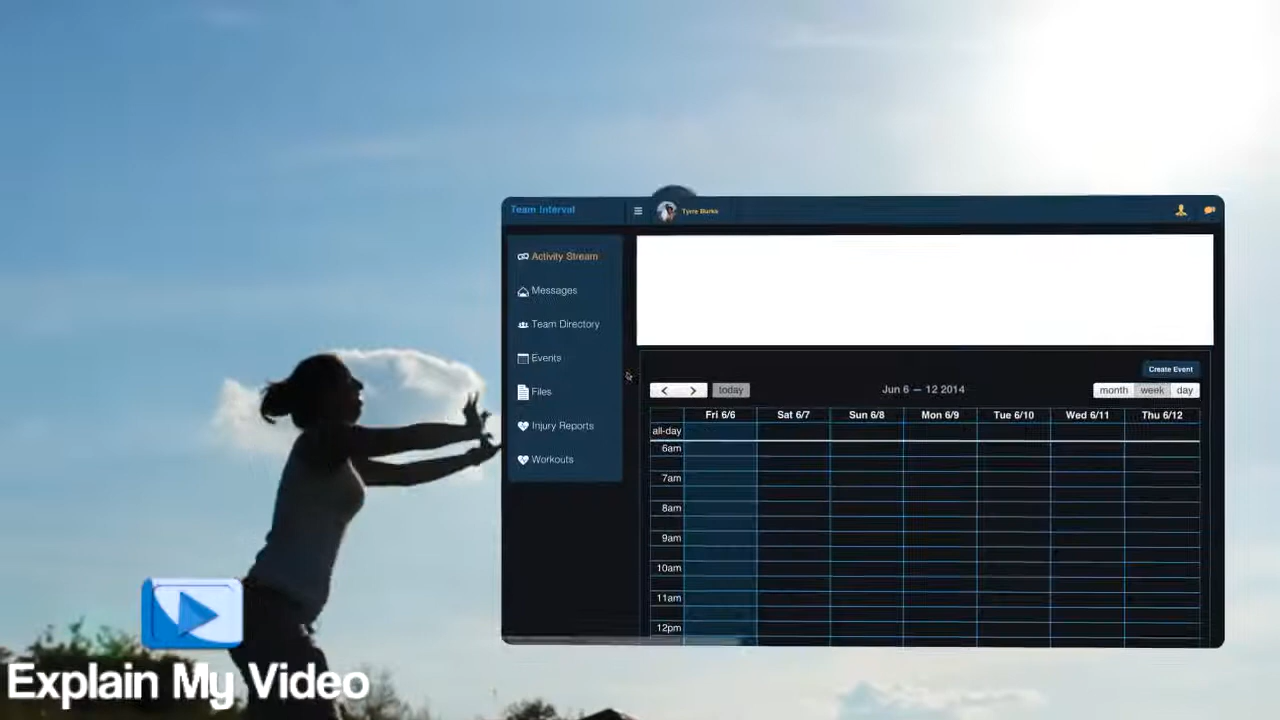 Team Interval
Tyrre Burks
Activity Stream
Messages
Team Directory
Events
Files
Injury Reports
Workouts
Create Event
today
Jun 6 — 12 2014
month week day
Fri 6/6 Sat 6/7 Sun 6/8 Mon 6/9 Tue 6/10 Wed 6/11 Thu 6/12
all-day
6am
7am
8am
9am
10am
11am
12pm
Explain My Video